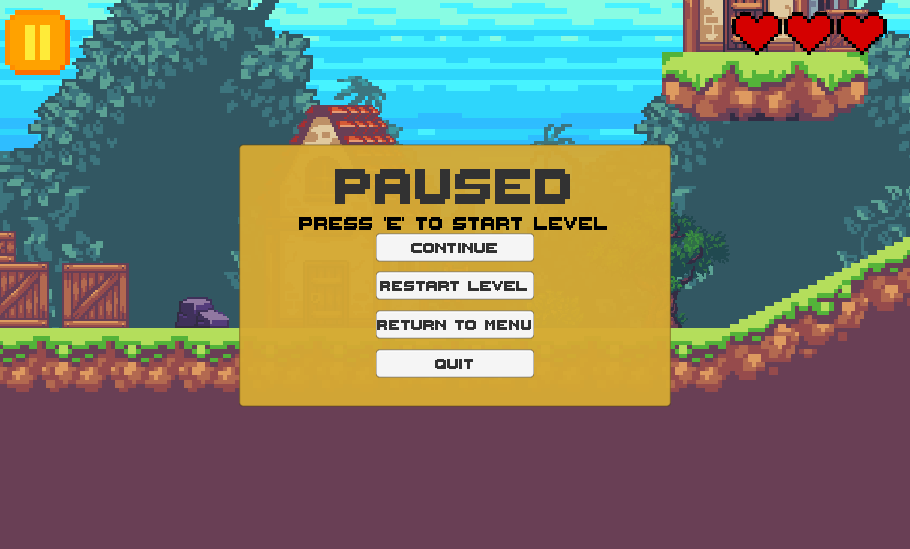 PAUSED
PRESS 'E' TO START LEVEL
CONTINUE
RESTART LEVEL
RETURN TO MENU
QUIT